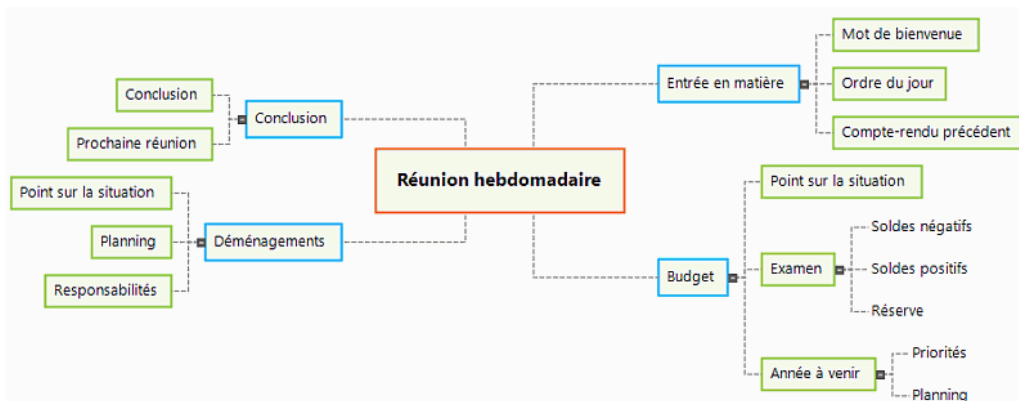 Réunion hebdomadaire
Entrée en matière
Mot de bienvenue
Ordre du jour
Compte-rendu précédent
Budget
Point sur la situation
Examen
Soldes négatifs
Soldes positifs
Réserve
Année à venir
Priorités
Planning
Déménagements
Point sur la situation
Planning
Responsabilités
Conclusion
Conclusion
Prochaine réunion